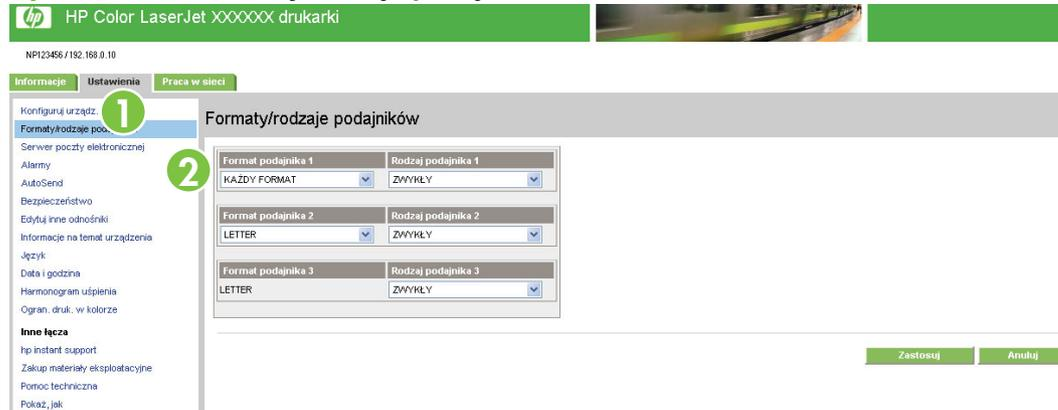 hp HP Color LaserJet XXXXXX drukarki
NPI23456 / 192.168.0.10
Informacje Ustawienia Praca w sieci
Konfiguruj urządz.
1
Formaty/rodzaje
Formaty/rodzaje podajników
Serwer poczty elektronicznej
Alarmy
AutoSend
Bezpieczeństwo
Edytuj inne odnośniki
Informacje na temat urządzenia
Język
Data i godzina
Harmonogram uśpienia
Ogran. druk. w kolorze
Inne łącza
hp instant support
Zakup materiały eksploatacyjne
Pomoc techniczna
Pokaż, jak
2
Format podajnika 1 Rodzaj podajnika 1
KAŻDY FORMAT ZWYKŁY
Format podajnika 2 Rodzaj podajnika 2
LETTER ZWYKŁY
Format podajnika 3 Rodzaj podajnika 3
LETTER ZWYKŁY
Zastosuj Anuluj